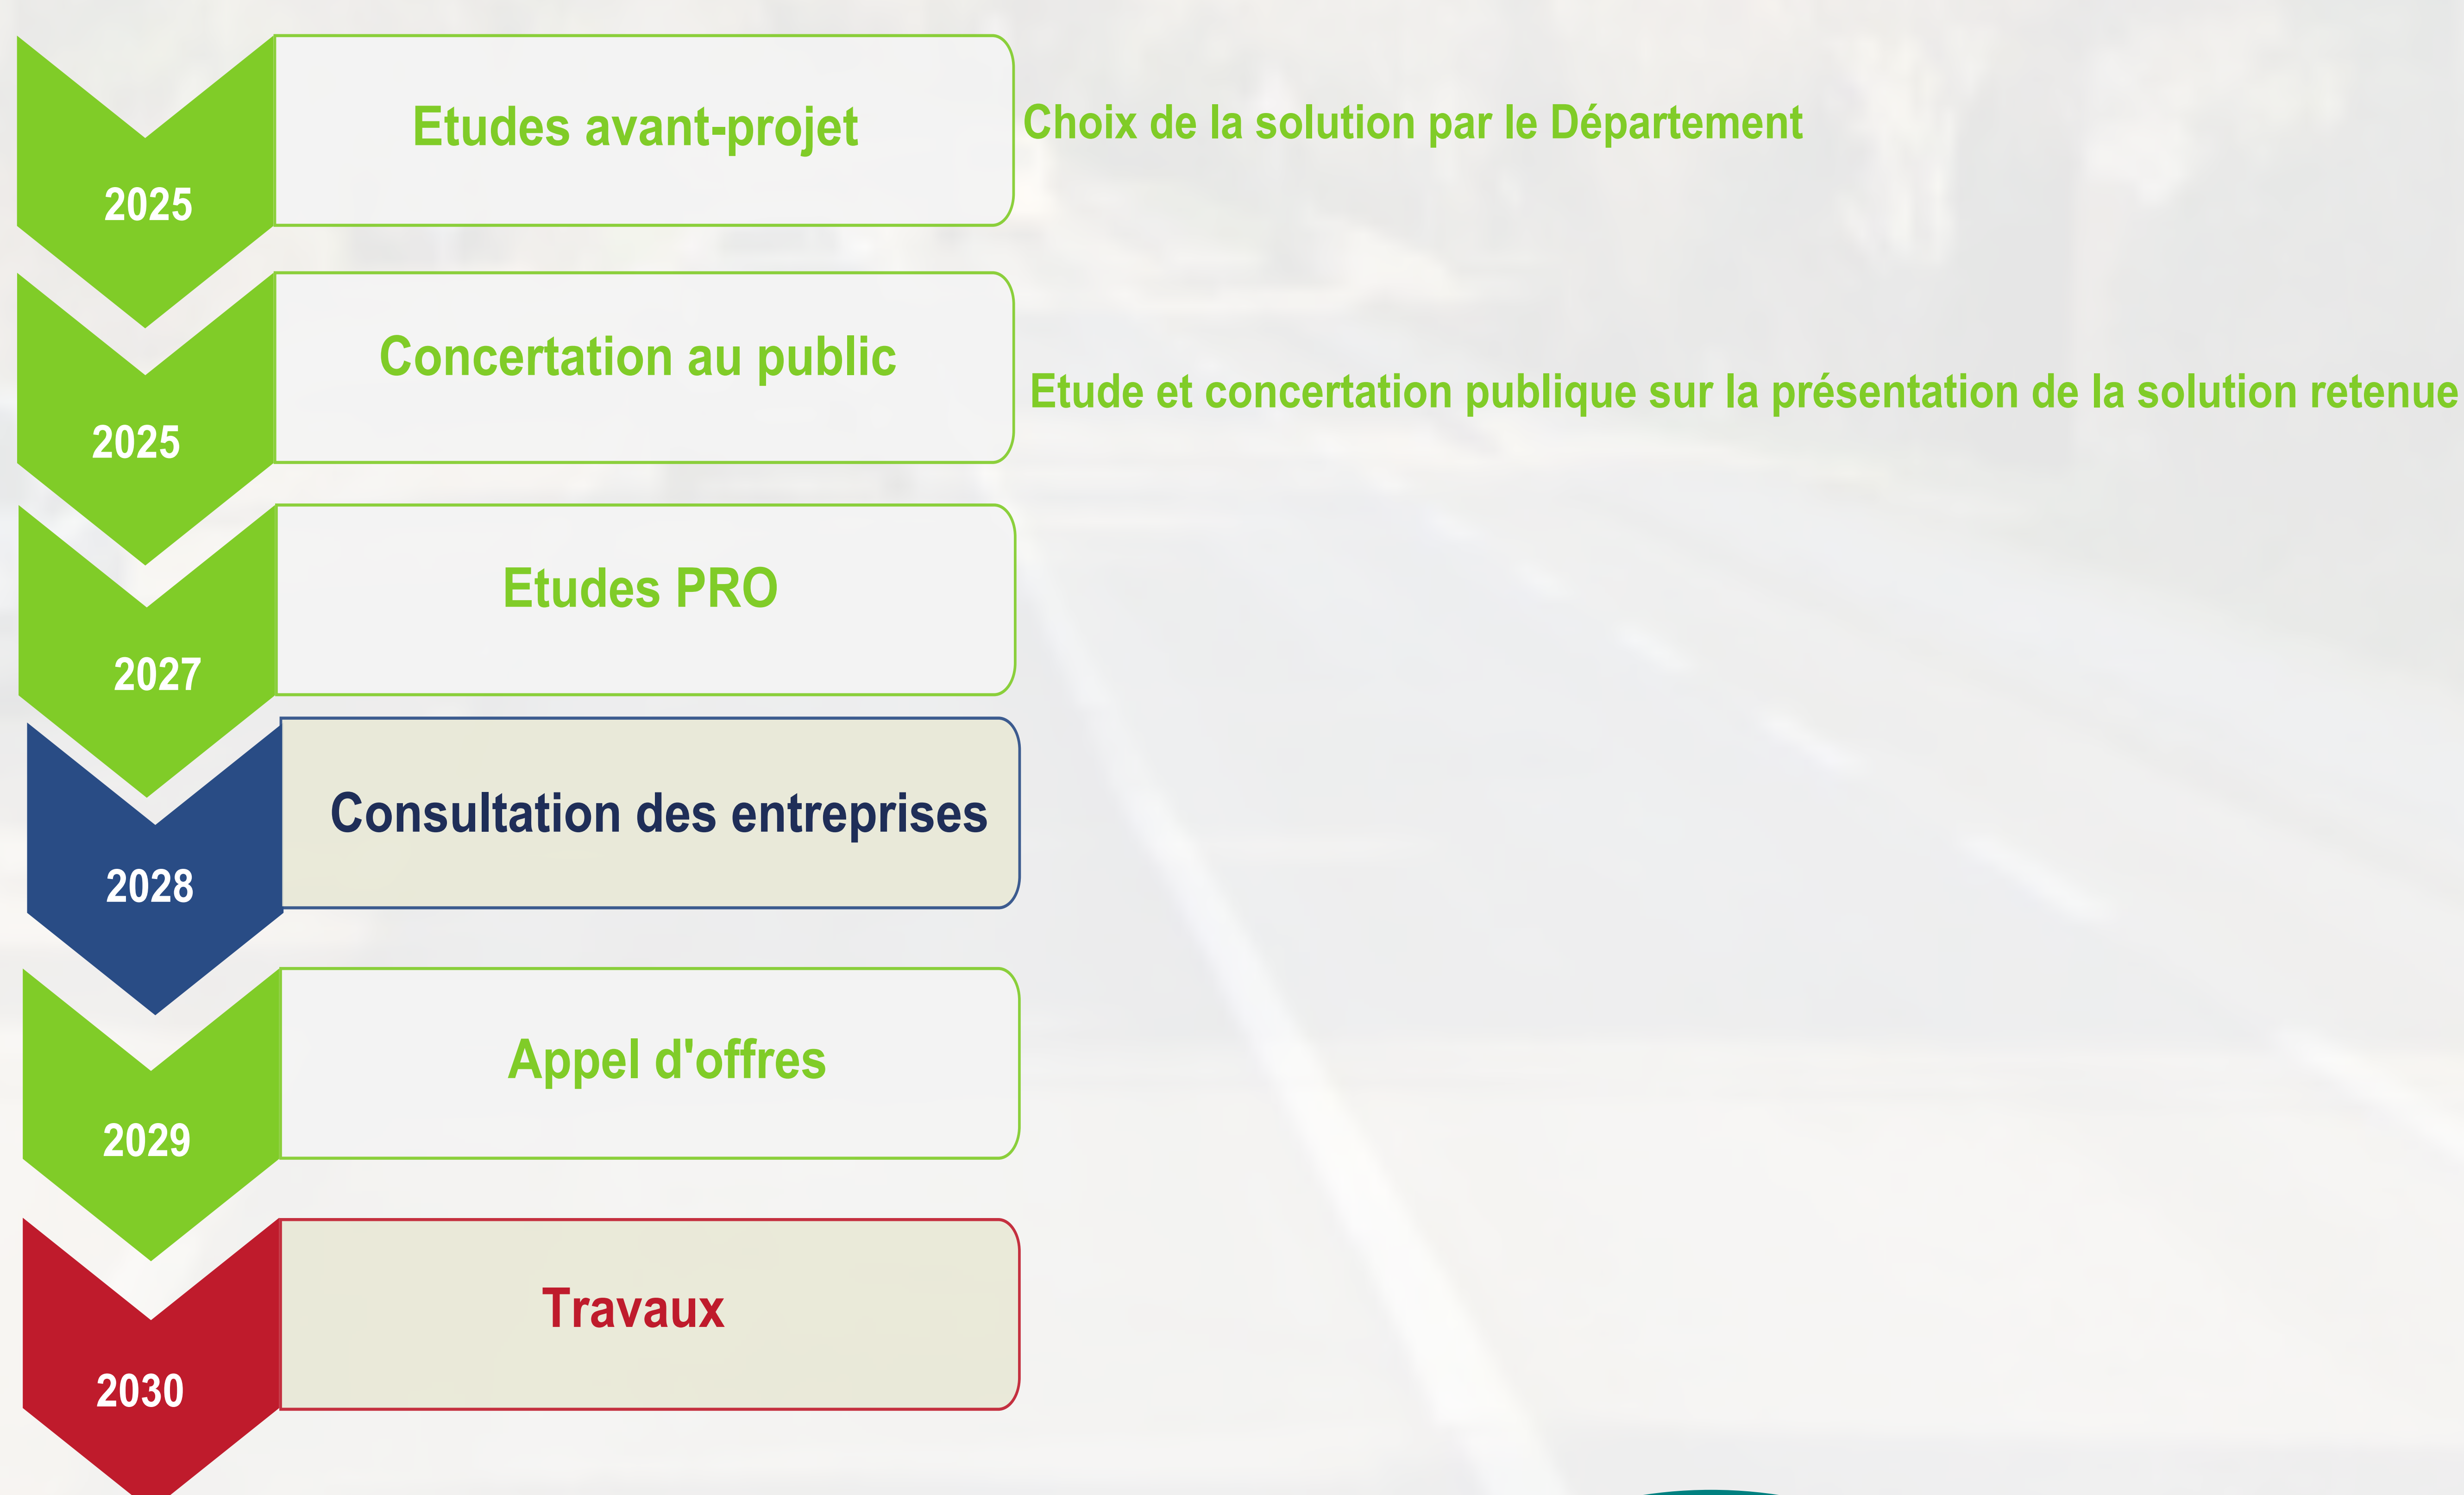 Etudes avant-projet
Choix de la solution par le Département
2025
Concertation au public
Etude et concertation publique sur la présentation de la solution retenue
2025
Etudes PRO
2027
Consultation des entreprises
2028
Appel d'offres
2029
Travaux
2030